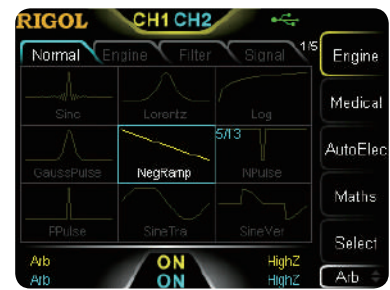 RIGOL CH1 CH2
Normal Engine Filter Signal 1/5 Engine
Sinc Lorentz Log
Medical
5/13
AutoElec
GaussPulse NegRamp NPulse
Maths
PPulse SineTra SineVer
Select
Arb ON HighZ
Arb ON HighZ
Arb